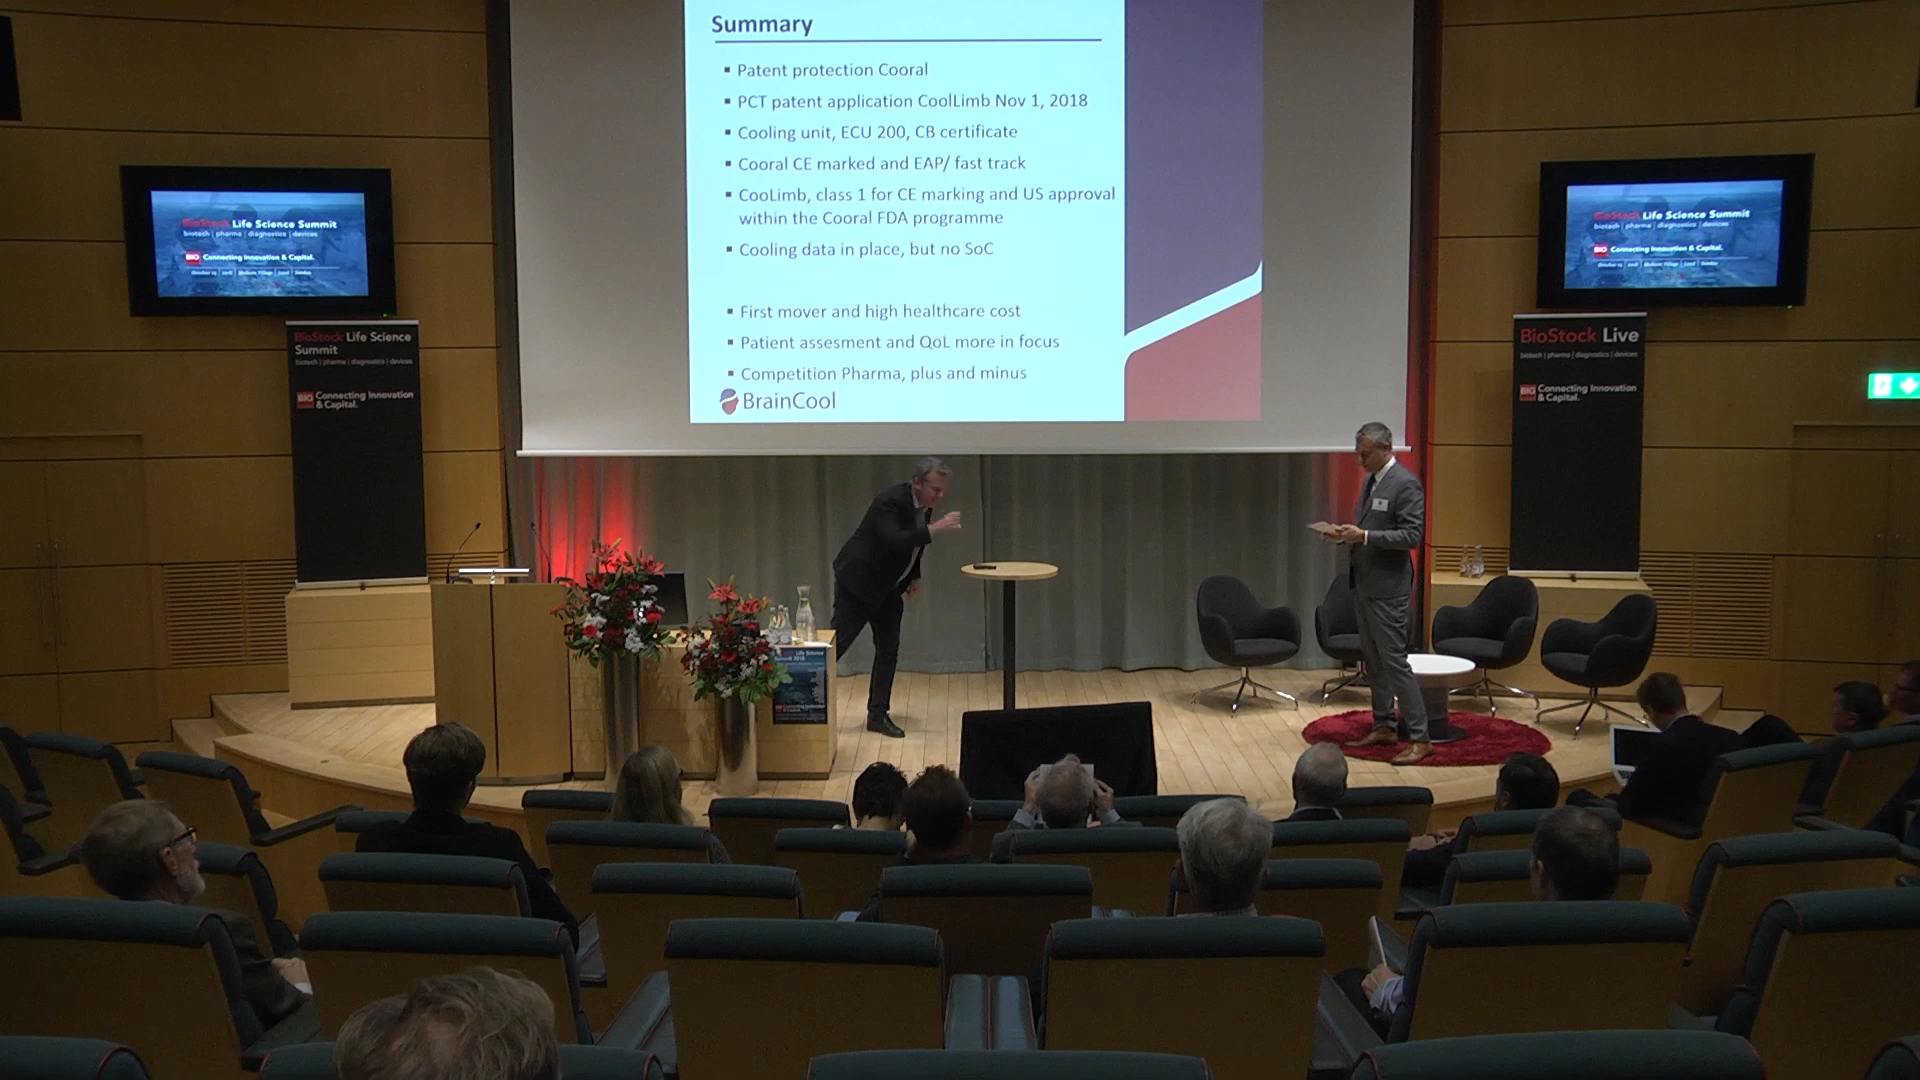 Summary
▪ Patent protection Cooral
▪ PCT patent application CoolLimb Nov 1, 2018
▪ Cooling unit, ECU 200, CB certificate
▪ Cooral CE marked and EAP/ fast track
▪ CooLimb, class 1 for CE marking and US approval
within the Cooral FDA programme
▪ Cooling data in place, but no SoC
▪ First mover and high healthcare cost
▪ Patient assesment and QoL more in focus
▪ Competition Pharma, plus and minus
BrainCool
BioStock Life Science Summit
biotech | pharma | diagnostics | devices
BIO Connecting Innovation & Capital.
BioStock Life Science Summit
biotech | pharma | diagnostics | devices
BIO Connecting Innovation & Capital.
BioStock Life Science
Summit
biotech | pharma | diagnostics | devices
BIO Connecting Innovation
& Capital.
BioStock Live
biotech | pharma | diagnostics | devices
BIO Connecting Innovation
& Capital.
Life Science
Summit 2018